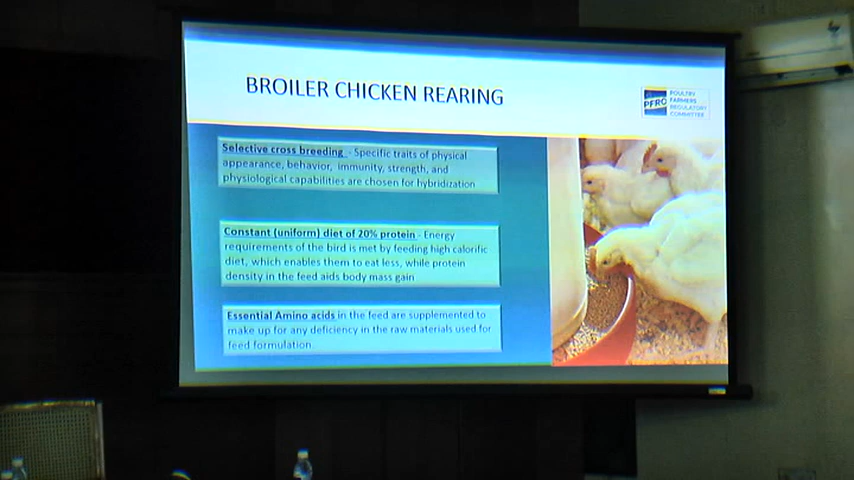 BROILER CHICKEN REARING
PFRC
POULTRY
FARMERS
REGULATORY
COMMITTEE
Selective cross breeding - Specific traits of physical
appearance, behavior, immunity, strength, and
physiological capabilities are chosen for hybridization
Constant (uniform) diet of 20% protein - Energy
requirements of the bird is met by feeding high calorific
diet, which enables them to eat less, while protein
density in the feed aids body mass gain
Essential Amino acids in the feed are supplemented to
make up for any deficiency in the raw materials used for
feed formulation.